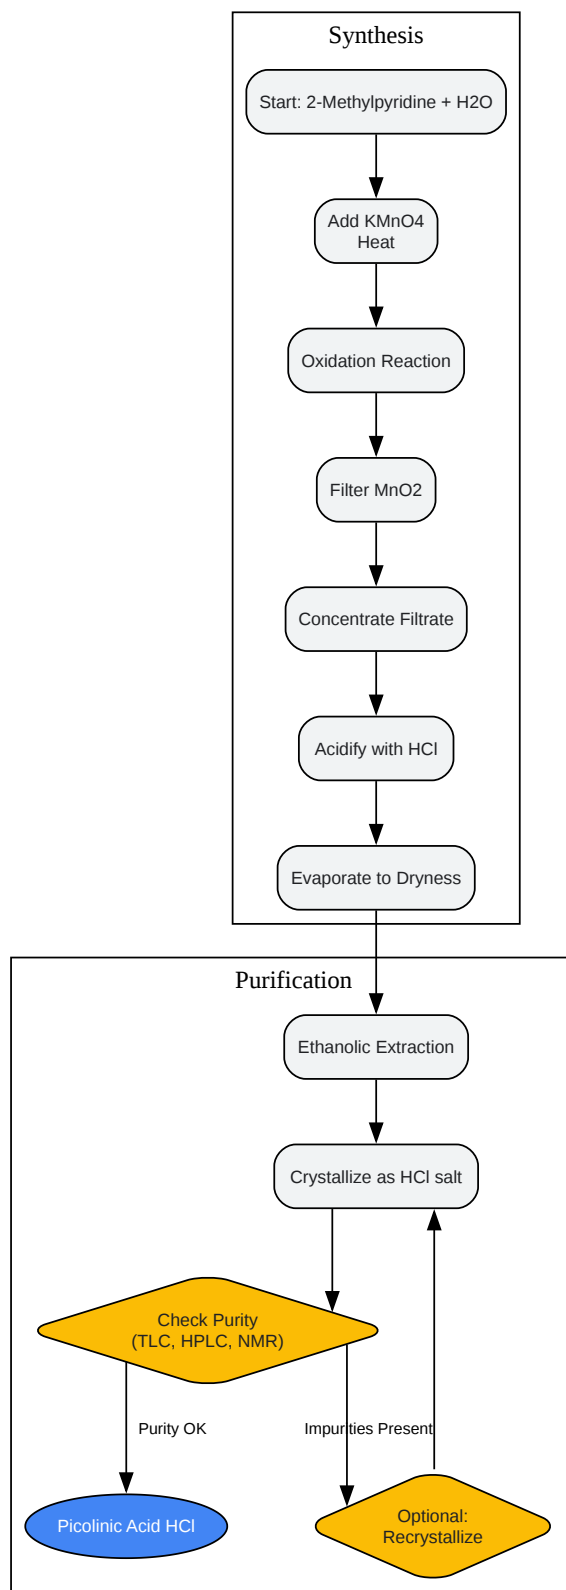 Synthesis
Start: 2-Methylpyridine + H2O
Add KMnO4
Heat
Oxidation Reaction
Filter MnO2
Concentrate Filtrate
Acidify with HCl
Evaporate to Dryness
Purification
Ethanolic Extraction
Crystallize as HCl salt
Check Purity
(TLC, HPLC, NMR)
Purity OK
Impurities Present
Picolinic Acid HCl
Optional:
Recrystallize